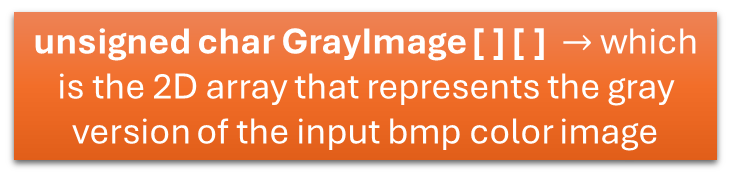 unsigned char GrayImage[ ][ ] → which
is the 2D array that represents the gray
version of the input bmp color image